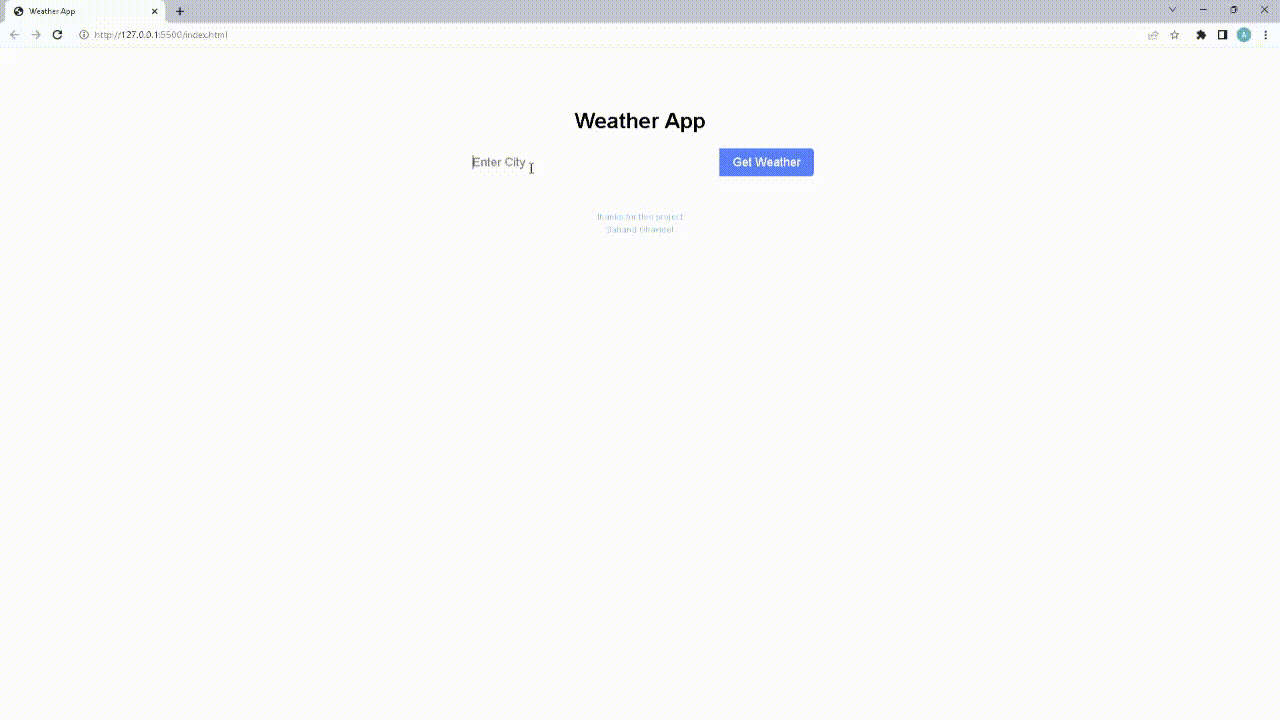 Weather App
http://127.0.0.1:5500/index.html
A
Weather App
Enter City
Get Weather
Thanks for this project
Sahand Ghavidel